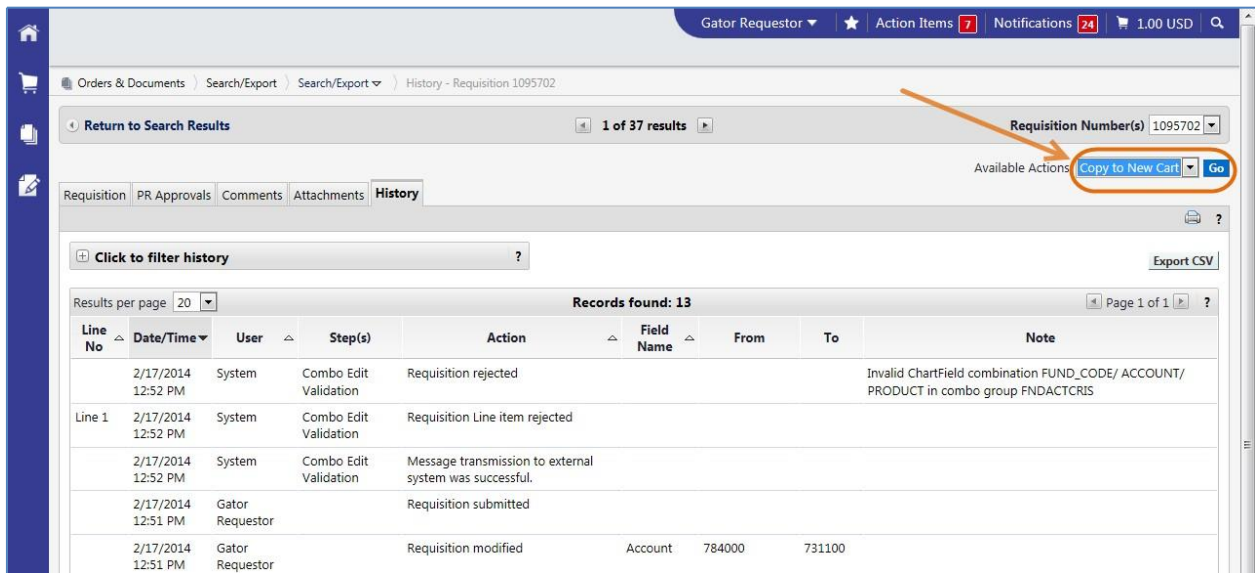 Gator Requestor Action Items 7 Notifications 24 1.00 USD
Orders & Documents Search/Export Search/Export History - Requisition 1095702
Return to Search Results 1 of 37 results Requisition Number(s) 1095702
Available Actions Copy to New Cart Go
Requisition PR Approvals Comments Attachments History
?
Click to filter history ?
Export CSV
Results per page 20 Records found: 13 Page 1 of 1 ?
Line No Date/Time User Step(s) Action Field Name From To Note
2/17/2014 System Combo Edit Requisition rejected Invalid ChartField combination FUND_CODE/ ACCOUNT/
12:52 PM Validation PRODUCT in combo group FNDACTCRIS
Line 1 2/17/2014 System Combo Edit Requisition Line item rejected
12:52 PM Validation
2/17/2014 System Combo Edit Message transmission to external
12:52 PM Validation system was successful.
2/17/2014 Gator Requisition submitted
12:51 PM Requestor
2/17/2014 Gator Requisition modified Account 784000 731100
12:51 PM Requestor